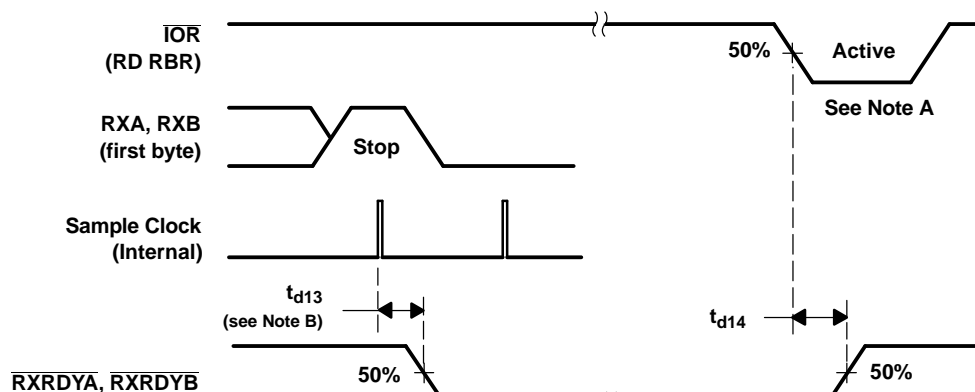 IOR
(RD RBR)
50%
Active
See Note A
RXA, RXB
(first byte)
Stop
Sample Clock
(Internal)
td13
(see Note B)
td14
RXRDYA, RXRDYB
50%
50%